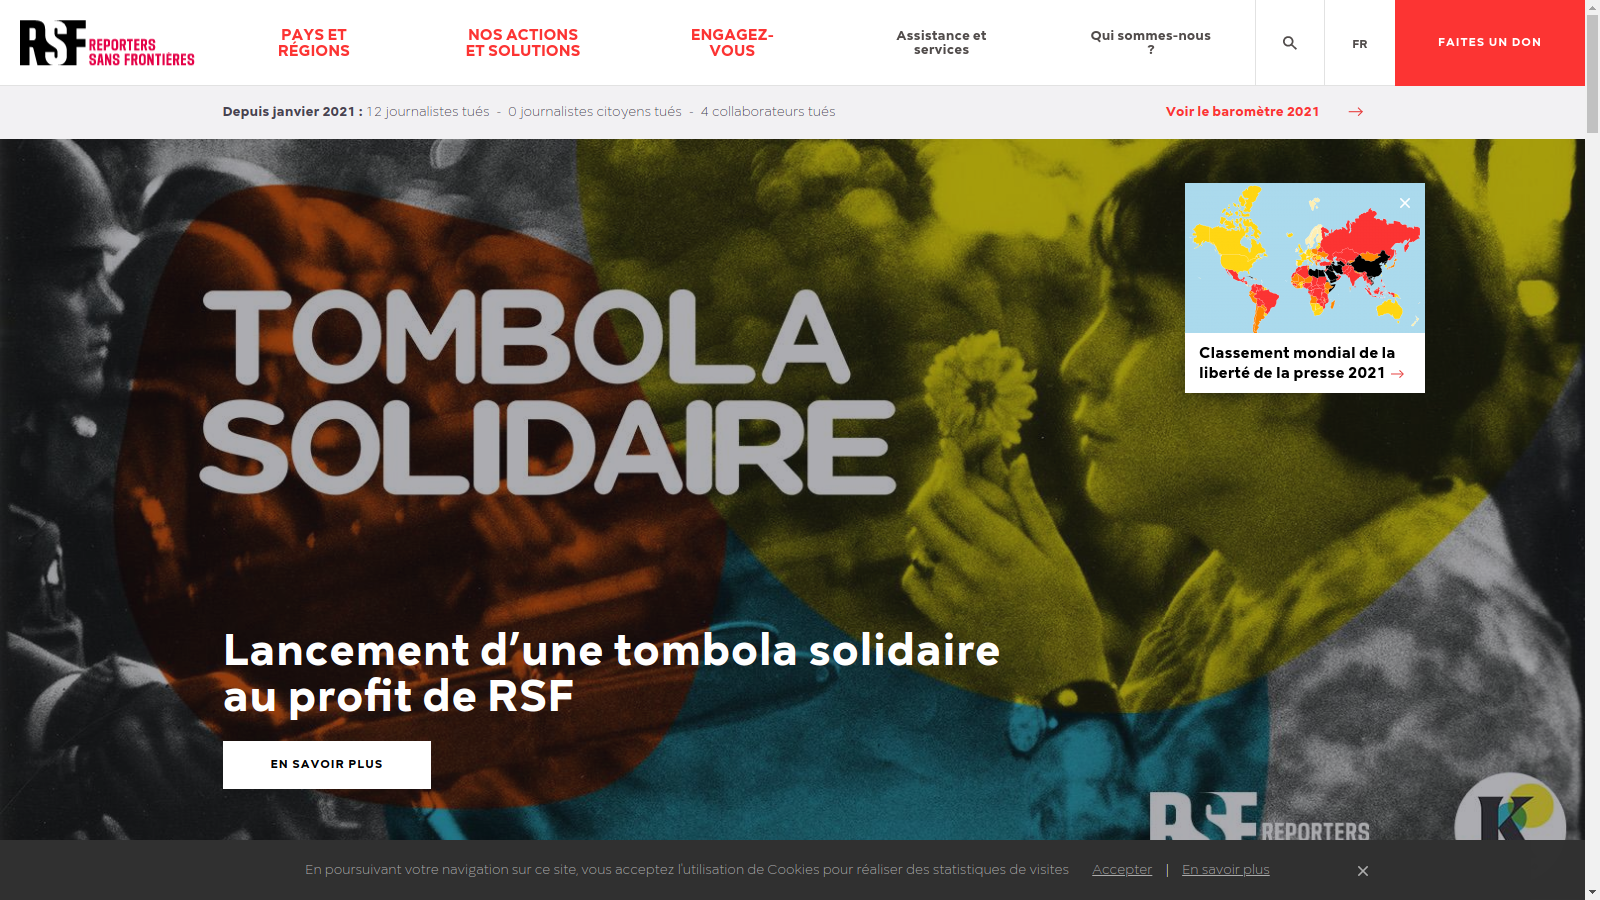 RSF REPORTERS
SANS FRONTIÈRES
PAYS ET
RÉGIONS
NOS ACTIONS
ET SOLUTIONS
ENGAGEZ-
VOUS
Assistance et
services
Qui sommes-nous
?
FR
FAITES UN DON
Depuis janvier 2021 : 12 journalistes tués - 0 journalistes citoyens tués - 4 collaborateurs tués
Voir le baromètre 2021 →
TOMBOLA
SOLIDAIRE
Classement mondial de la
liberté de la presse 2021 →
Lancement d’une tombola solidaire
au profit de RSF
EN SAVOIR PLUS
RSF REPORTERS
K
En poursuivant votre navigation sur ce site, vous acceptez l'utilisation de Cookies pour réaliser des statistiques de visites Accepter | En savoir plus